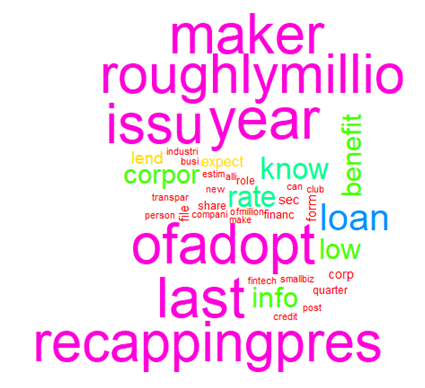 maker
roughlymillio
issu year
benefit
industri
lend busi expect know
corpor estim alli role
new can club
transpar share rate sec form
person file compani ofmillion financ loan
make
ofadopt low
corp
last fintech smallbiz quarter
info post
credit
recappingpres